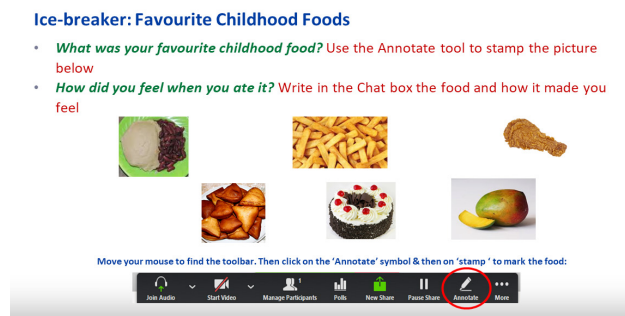 Ice-breaker: Favourite Childhood Foods
• What was your favourite childhood food? Use the Annotate tool to stamp the picture
below
• How did you feel when you ate it? Write in the Chat box the food and how it made you
feel
Move your mouse to find the toolbar. Then click on the 'Annotate' symbol & then on 'stamp ' to mark the food:
1
Join Audio Start Video Manage Participants Polls New Share Pause Share Annotate More